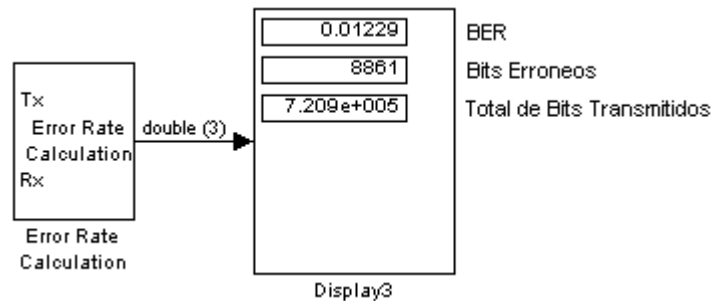 Tx
Error Rate
Calculation
Rx
Error Rate
Calculation
double (3)
0.01229
8861
7.209e+005
Display3
BER
Bits Erroneos
Total de Bits Transmitidos